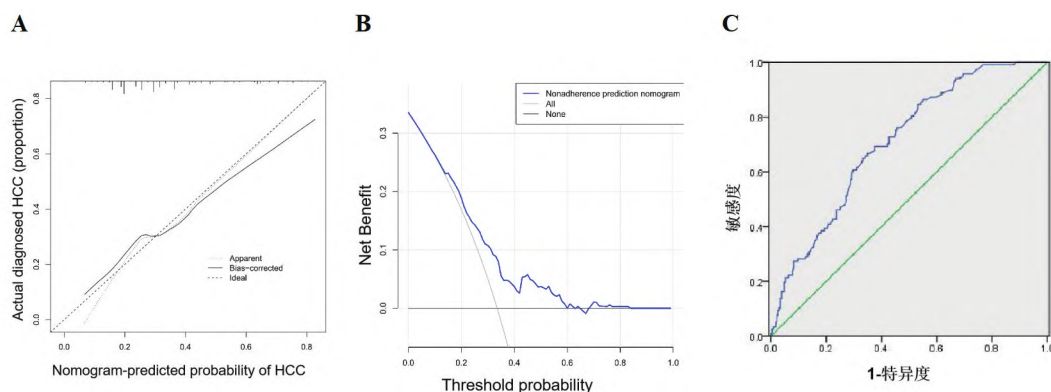 A
Actual diagnosed HCC (proportion)
0.8
0.6
0.4
0.2
0.0
Apparent
Bias-corrected
Ideal
0.0 0.2 0.4 0.6 0.8
Nomogram-predicted probability of HCC
B
Net Benefit
0.3
0.2
0.1
0.0
Nonadherence prediction nomogram
All
None
0.0 0.2 0.4 0.6 0.8 1.0
Threshold probability
C
敏感度
1.0
0.8
0.6
0.4
0.2
0.0
0.0 0.2 0.4 0.6 0.8 1.0
1-特异度